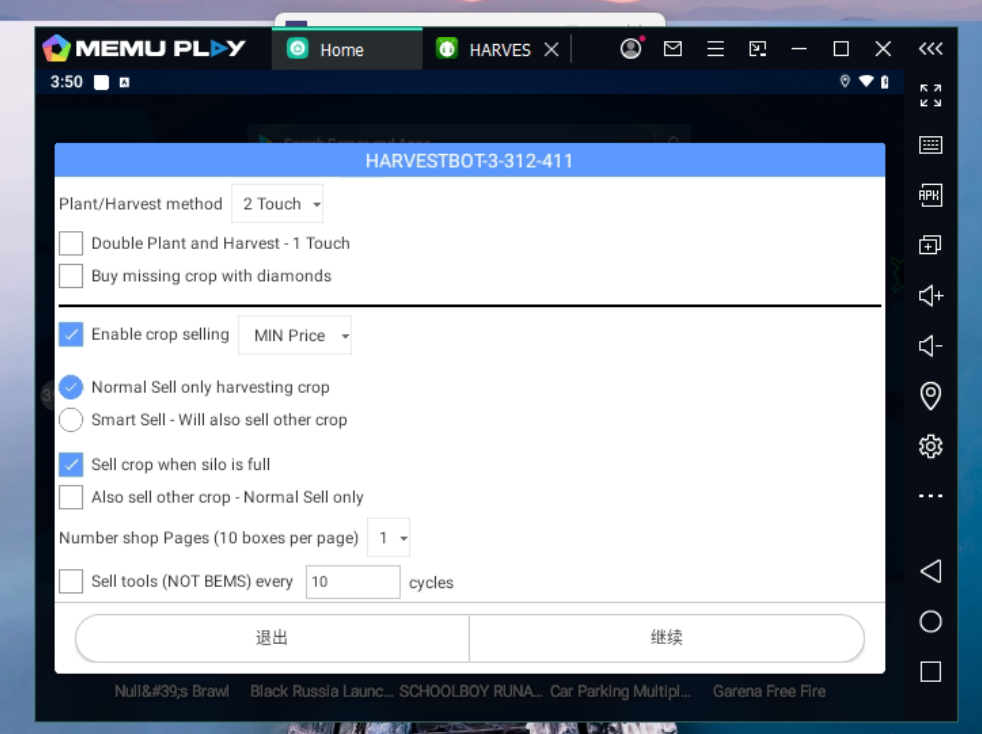 MEMU PLAY
Home
HARVES
3:50
HARVESTBOT-3-312-411
Plant/Harvest method 2 Touch
Double Plant and Harvest - 1 Touch
Buy missing crop with diamonds
Enable crop selling MIN Price
Normal Sell only harvesting crop
Smart Sell - Will also sell other crop
Sell crop when silo is full
Also sell other crop - Normal Sell only
Number shop Pages (10 boxes per page) 1
Sell tools (NOT BEMS) every 10 cycles
退出 继续
Null&#39;s Brawl Black Russia Launc... SCHOOLBOY RUNA... Car Parking Multipl... Garena Free Fire
APK